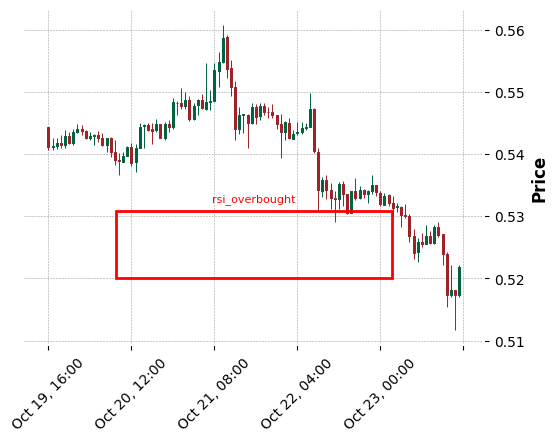 0.56
0.55
0.54
0.53
0.52
0.51
Price
rsi_overbought
Oct 19, 16:00
Oct 20, 12:00
Oct 21, 08:00
Oct 22, 04:00
Oct 23, 00:00